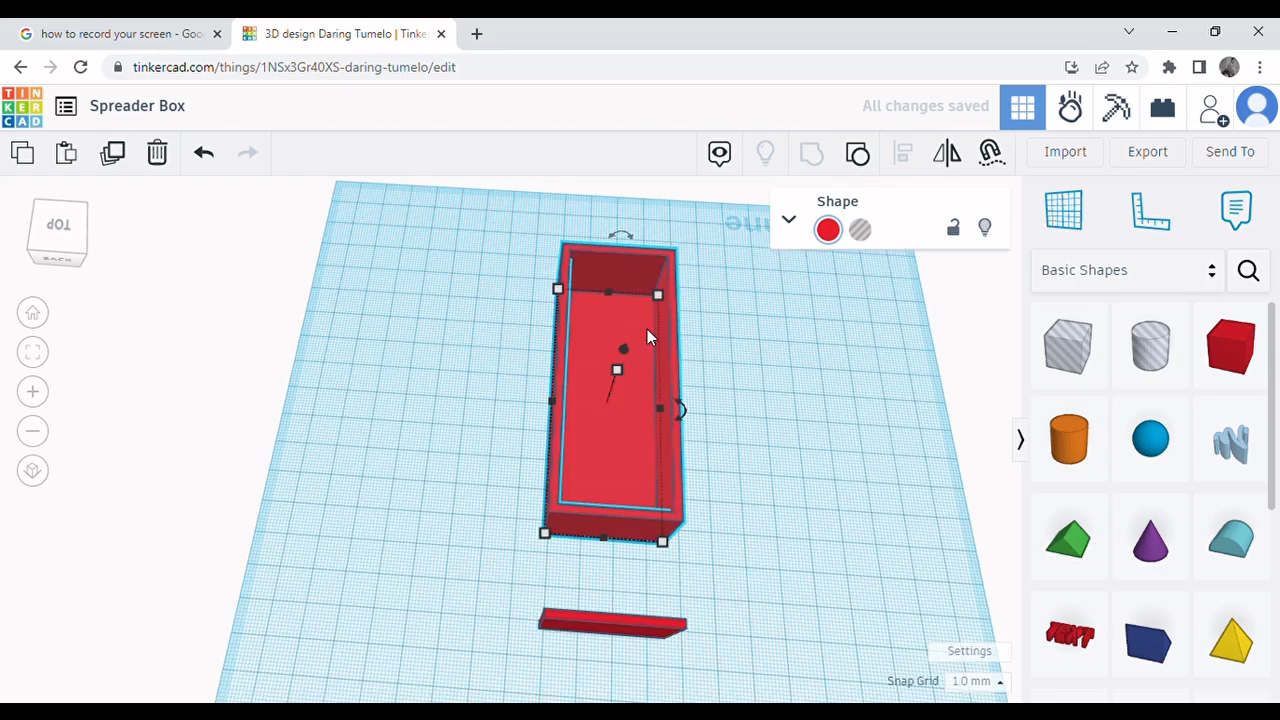 how to record your screen - Goo
3D design Daring Tumelo | Tinke
tinkercad.com/things/1NSx3Gr40XS-daring-tumelo/edit
TIN
KER
CAD
Spreader Box
All changes saved
Import
Export
Send To
Shape
TOP
BACK
Basic Shapes
TEXT
Settings
Snap Grid 1.0 mm